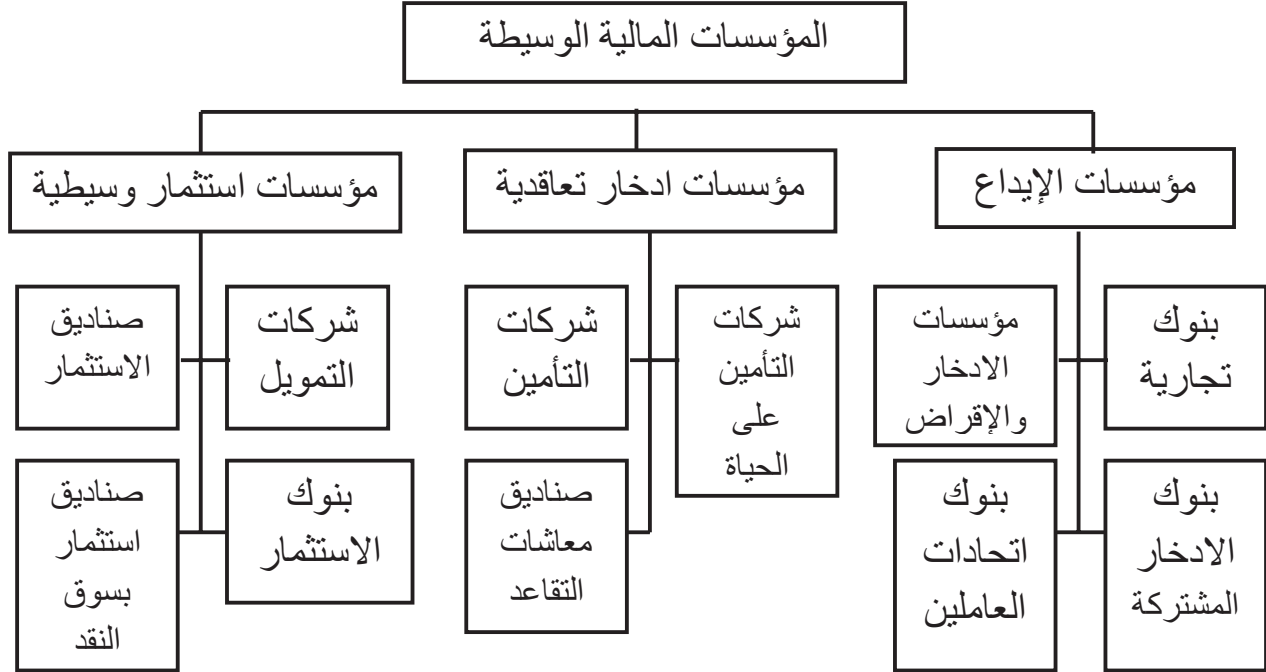 المؤسسات المالية الوسيطة
مؤسسات الإيداع
مؤسسات ادخار تعاقدية
مؤسسات استثمار وسيطية
بنوك
تجارية
مؤسسات
الادخار
والإقراض
شركات
التأمين
على
الحياة
شركات
التأمين
شركات
التمويل
صناديق
الاستثمار
بنوك
الادخار
المشتركة
بنوك
اتحادات
العاملين
صناديق
معاشات
التقاعد
بنوك
الاستثمار
صناديق
استثمار
بسوق
النقد